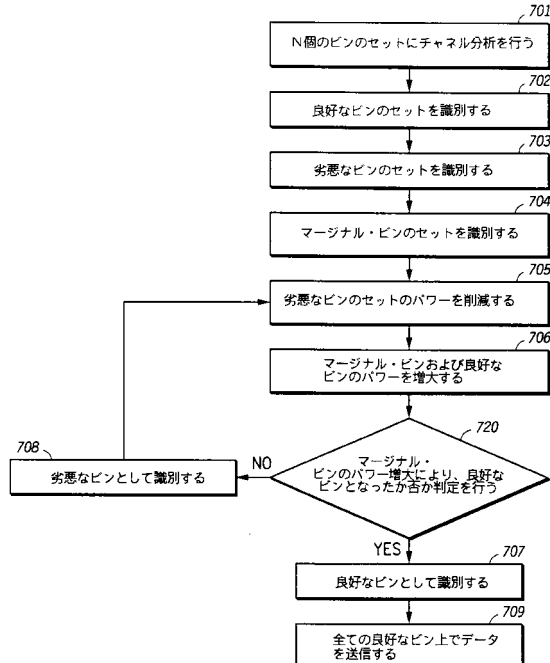 701
N個のビンのセットにチャネル分析を行う
702
良好なビンのセットを識別する
703
劣悪なビンのセットを識別する
704
マージナル・ビンのセットを識別する
705
劣悪なビンのセットのパワーを削減する
706
マージナル・ビンおよび良好な
ビンのパワーを増大する
720
マージナル・
ビンのパワー増大により、良好な
ビンとなったか否か判定を行う
NO
708
劣悪なビンとして識別する
YES
707
良好なビンとして識別する
709
全ての良好なビン上でデータ
を送信する